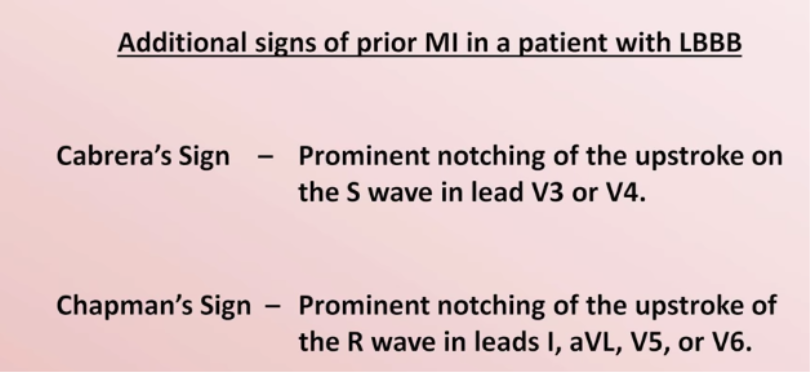 Additional signs of prior MI in a patient with LBBB
Cabrera’s Sign – Prominent notching of the upstroke on
the S wave in lead V3 or V4.
Chapman’s Sign – Prominent notching of the upstroke of
the R wave in leads I, aVL, V5, or V6.